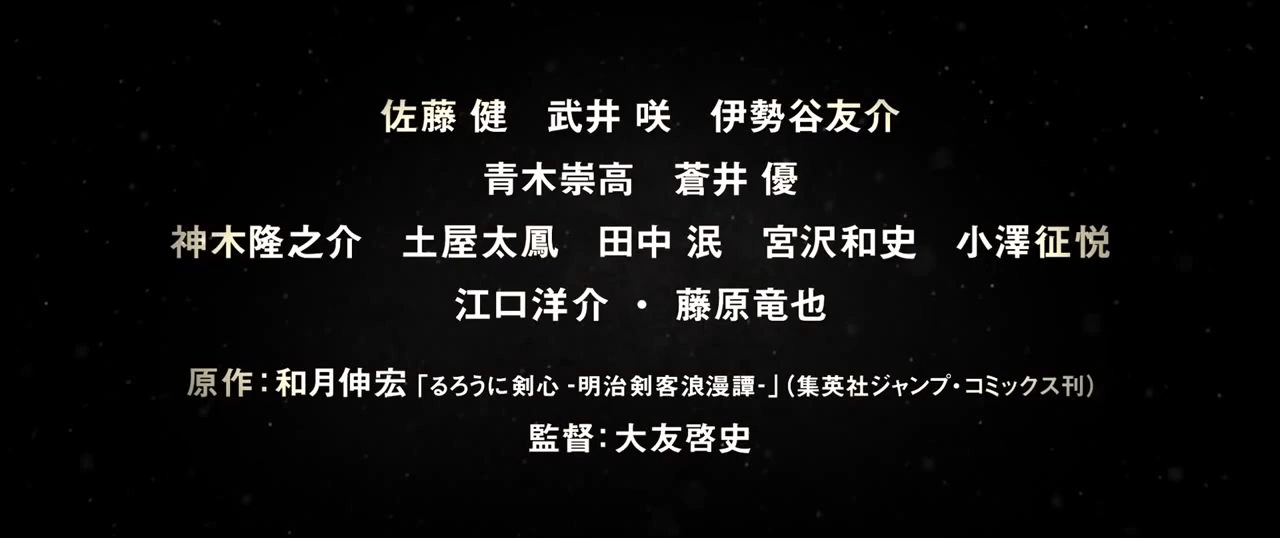 佐藤 健　武井 咲　伊勢谷友介
青木崇高　蒼井 優
神木隆之介　土屋太鳳　田中 泯　宮沢和史　小澤征悦
江口洋介 ・ 藤原竜也
原作：和月伸宏「るろうに剣心 -明治剣客浪漫譚-」（集英社ジャンプ・コミックス刊）
監督：大友啓史